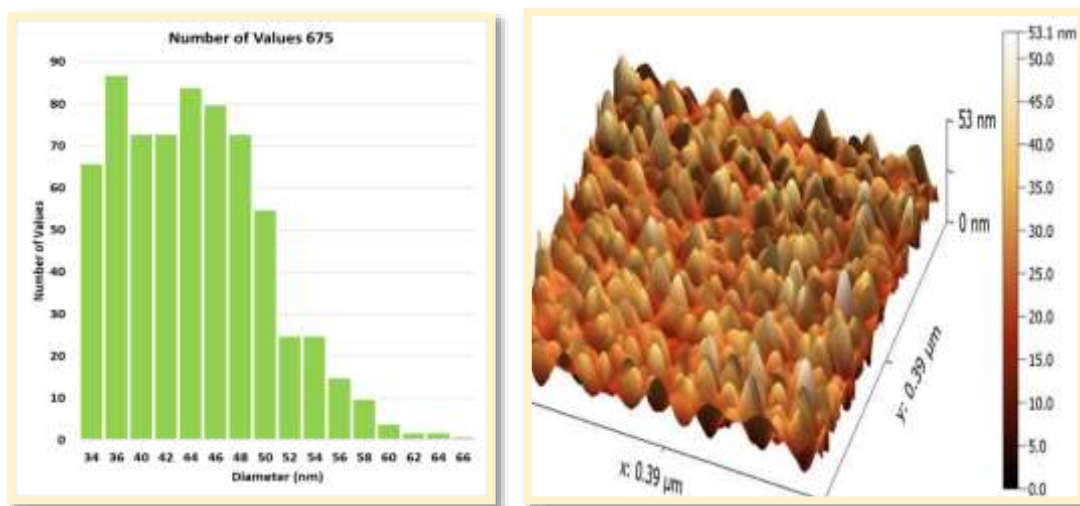 Number of Values 675
90
80
70
60
50
40
30
20
10
0
Number of Values
34 36 40 42 44 46 48 50 52 54 56 58 60 62 64 66
Diameter (nm)
53 nm
0 nm
x: 0.39 µm
y: 0.39 µm
53.1 nm
50.0
45.0
40.0
35.0
30.0
25.0
20.0
15.0
10.0
5.0
0.0